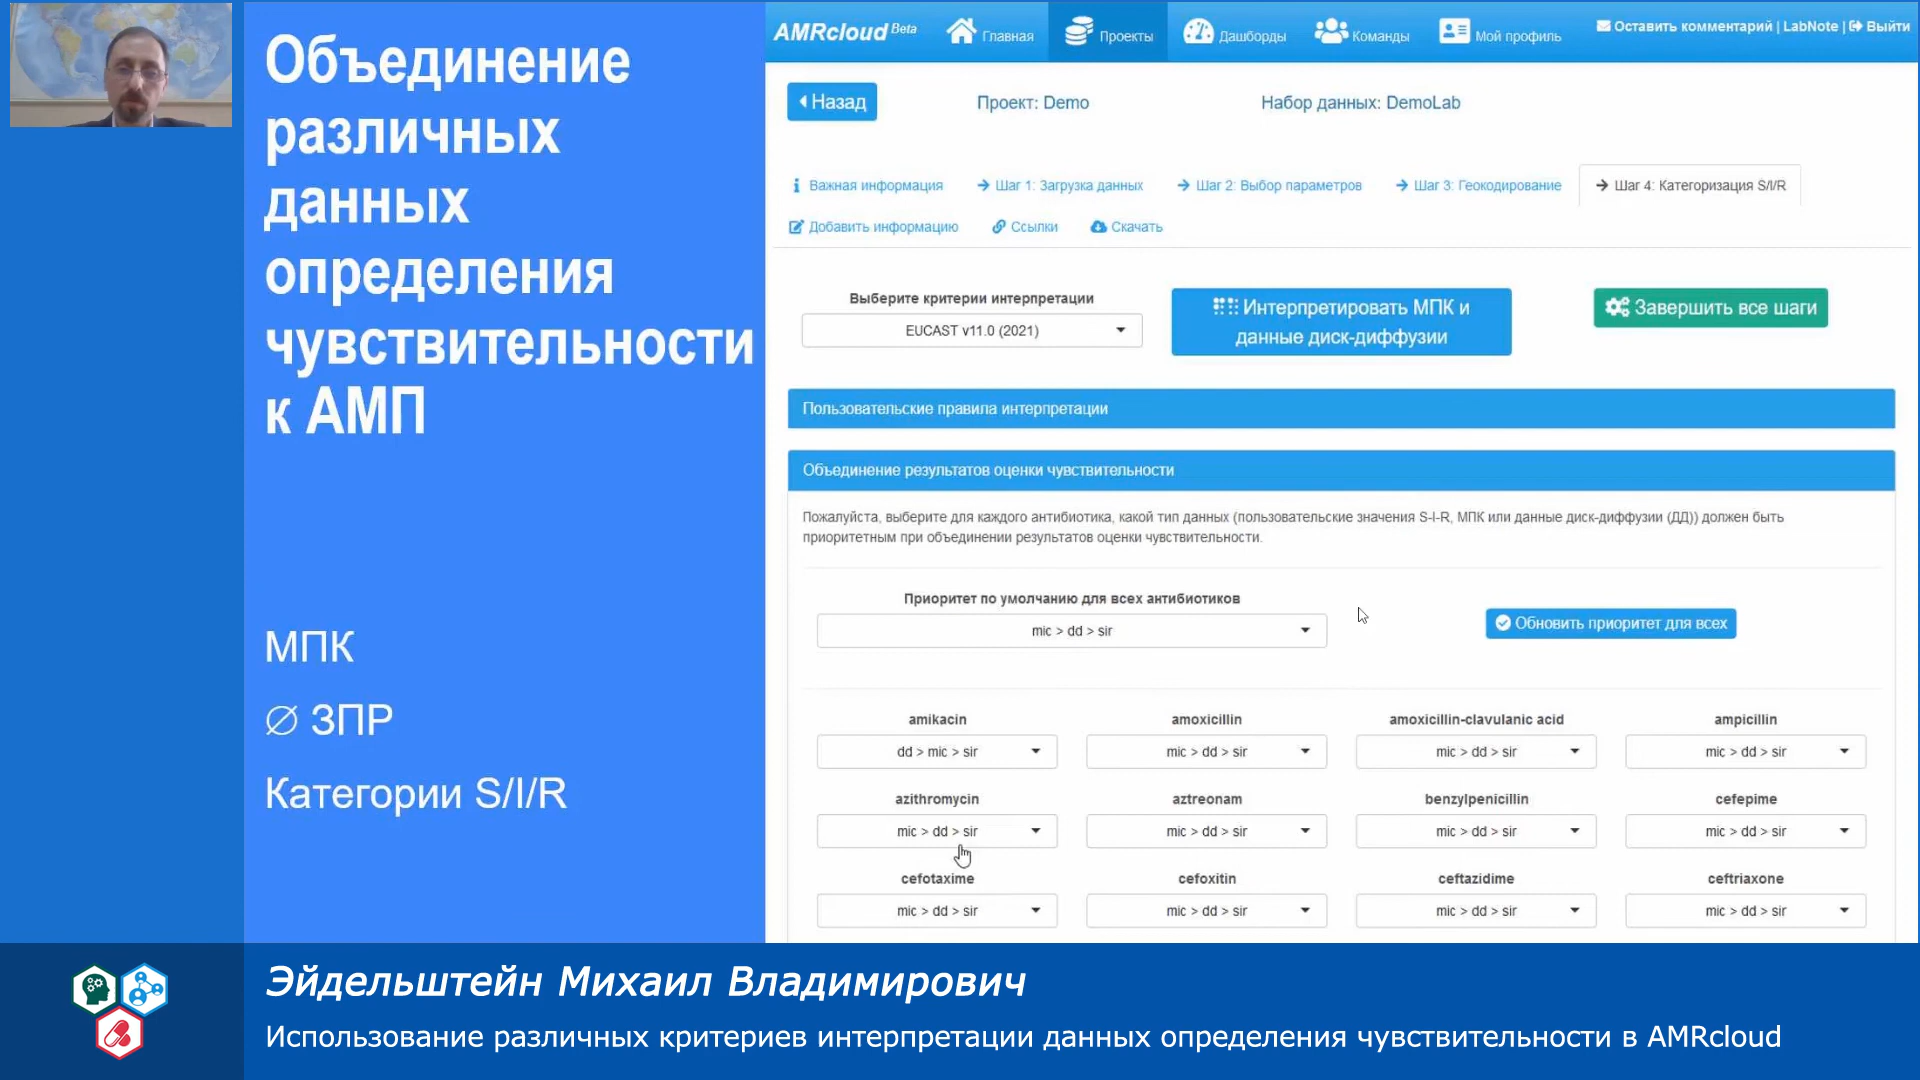 Объединение
различных
данных
определения
чувствительности
к АМП
МПК
∅ ЗПР
Категории S/I/R
AMRcloud Beta
Главная
Проекты
Дашборды
Команды
Мой профиль
Оставить комментарий | LabNote | Выйти
Назад
Проект: Demo
Набор данных: DemoLab
Важная информация
Шаг 1: Загрузка данных
Шаг 2: Выбор параметров
Шаг 3: Геокодирование
Шаг 4: Категоризация S/I/R
Добавить информацию
Ссылки
Скачать
Выберите критерии интерпретации
EUCAST v11.0 (2021)
Интерпретировать МПК и
данные диск-диффузии
Завершить все шаги
Пользовательские правила интерпретации
Объединение результатов оценки чувствительности
Пожалуйста, выберите для каждого антибиотика, какой тип данных (пользовательские значения S-I-R, МПК или данные диск-диффузии (ДД)) должен быть
приоритетным при объединении результатов оценки чувствительности.
Приоритет по умолчанию для всех антибиотиков
mic > dd > sir
Обновить приоритет для всех
amikacin amoxicillin amoxicillin-clavulanic acid ampicillin
dd > mic > sir mic > dd > sir mic > dd > sir mic > dd > sir
azithromycin aztreonam benzylpenicillin cefepime
mic > dd > sir mic > dd > sir mic > dd > sir mic > dd > sir
cefotaxime cefoxitin ceftazidime ceftriaxone
mic > dd > sir mic > dd > sir mic > dd > sir mic > dd > sir
Эйдельштейн Михаил Владимирович
Использование различных критериев интерпретации данных определения чувствительности в AMRcloud